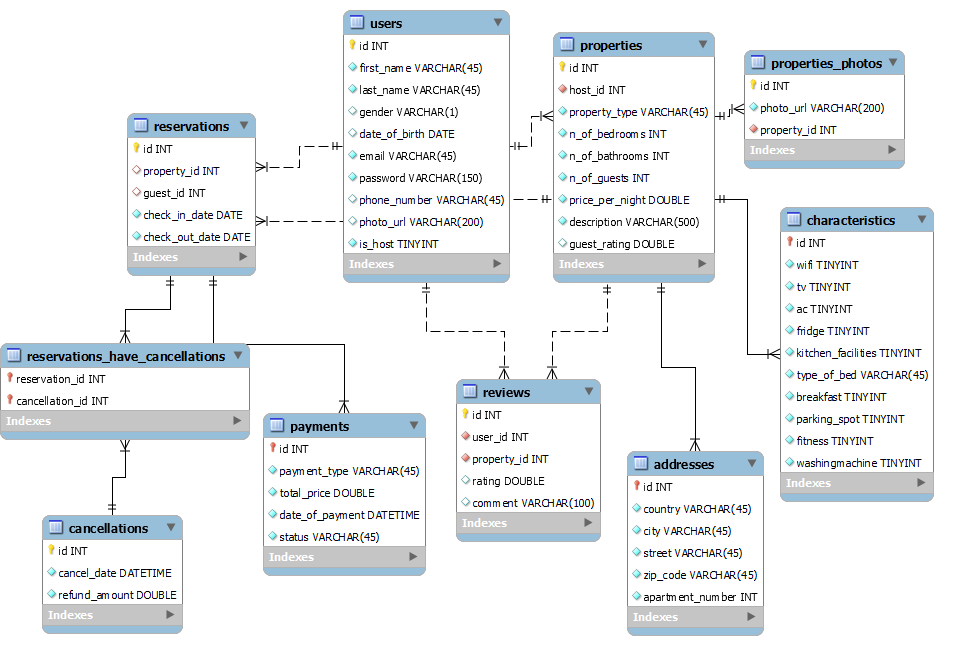 users
id INT
first_name VARCHAR(45)
last_name VARCHAR(45)
gender VARCHAR(1)
date_of_birth DATE
email VARCHAR(45)
password VARCHAR(150)
phone_number VARCHAR(45)
photo_url VARCHAR(200)
is_host TINYINT
Indexes
properties
id INT
host_id INT
property_type VARCHAR(45)
n_of_bedrooms INT
n_of_bathrooms INT
n_of_guests INT
price_per_night DOUBLE
description VARCHAR(500)
guest_rating DOUBLE
Indexes
properties_photos
id INT
photo_url VARCHAR(200)
property_id INT
Indexes
reservations
id INT
property_id INT
guest_id INT
check_in_date DATE
check_out_date DATE
Indexes
characteristics
id INT
wifi TINYINT
tv TINYINT
ac TINYINT
fridge TINYINT
kitchen_facilities TINYINT
type_of_bed VARCHAR(45)
breakfast TINYINT
parking_spot TINYINT
fitness TINYINT
washingmachine TINYINT
Indexes
reservations_have_cancellations
reservation_id INT
cancellation_id INT
Indexes
payments
id INT
payment_type VARCHAR(45)
total_price DOUBLE
date_of_payment DATETIME
status VARCHAR(45)
Indexes
reviews
id INT
user_id INT
property_id INT
rating DOUBLE
comment VARCHAR(100)
Indexes
addresses
id INT
country VARCHAR(45)
city VARCHAR(45)
street VARCHAR(45)
zip_code VARCHAR(45)
apartment_number INT
Indexes
cancellations
id INT
cancel_date DATETIME
refund_amount DOUBLE
Indexes